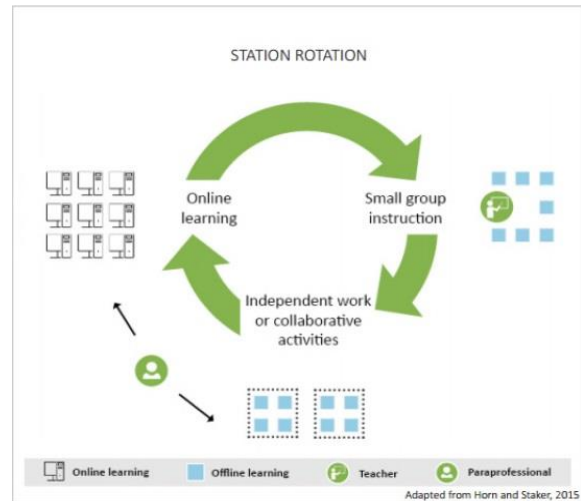 STATION ROTATION
Online
learning
Small group
instruction
Independent work
or collaborative
activities
Online learning
Offline learning
Teacher
Paraprofessional
Adapted from Horn and Staker, 2015